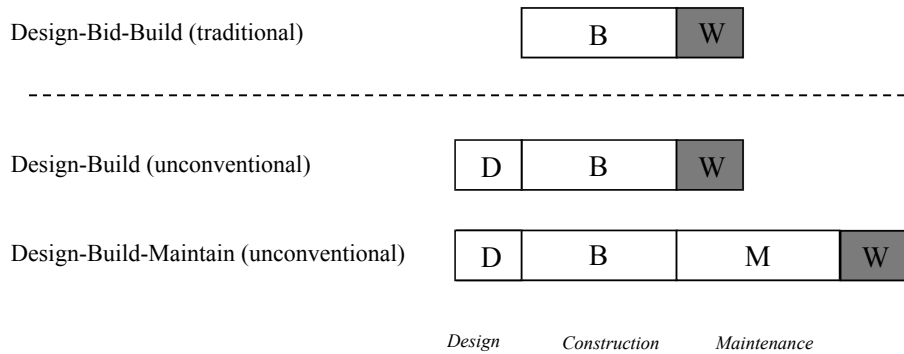 Design-Bid-Build (traditional) B W
Design-Build (unconventional) D B W
Design-Build-Maintain (unconventional) D B M W
Design Construction Maintenance